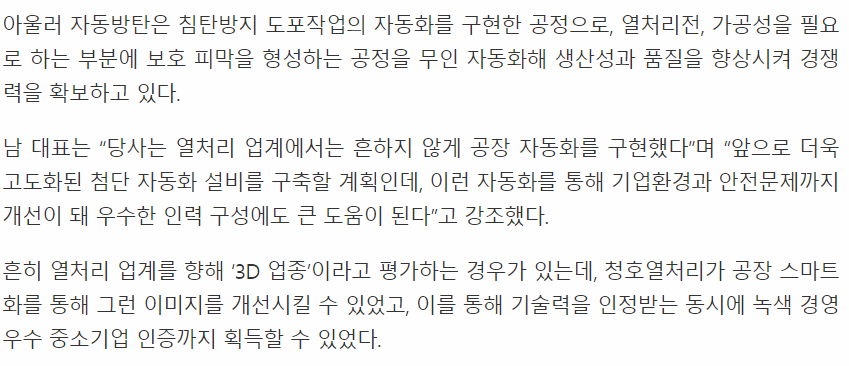 아울러 자동방탄은 침탄방지 도포작업의 자동화를 구현한 공정으로, 열처리전, 가공성을 필요
로 하는 부분에 보호 피막을 형성하는 공정을 무인 자동화해 생산성과 품질을 향상시켜 경쟁
력을 확보하고 있다.
남 대표는 “당사는 열처리 업계에서는 흔하지 않게 공장 자동화를 구현했다”며 “앞으로 더욱
고도화된 첨단 자동화 설비를 구축할 계획인데, 이런 자동화를 통해 기업환경과 안전문제까지
개선이 돼 우수한 인력 구성에도 큰 도움이 된다”고 강조했다.
흔히 열처리 업계를 향해 ‘3D 업종’이라고 평가하는 경우가 있는데, 청호열처리가 공장 스마트
화를 통해 그런 이미지를 개선시킬 수 있었고, 이를 통해 기술력을 인정받는 동시에 녹색 경영
우수 중소기업 인증까지 획득할 수 있었다.